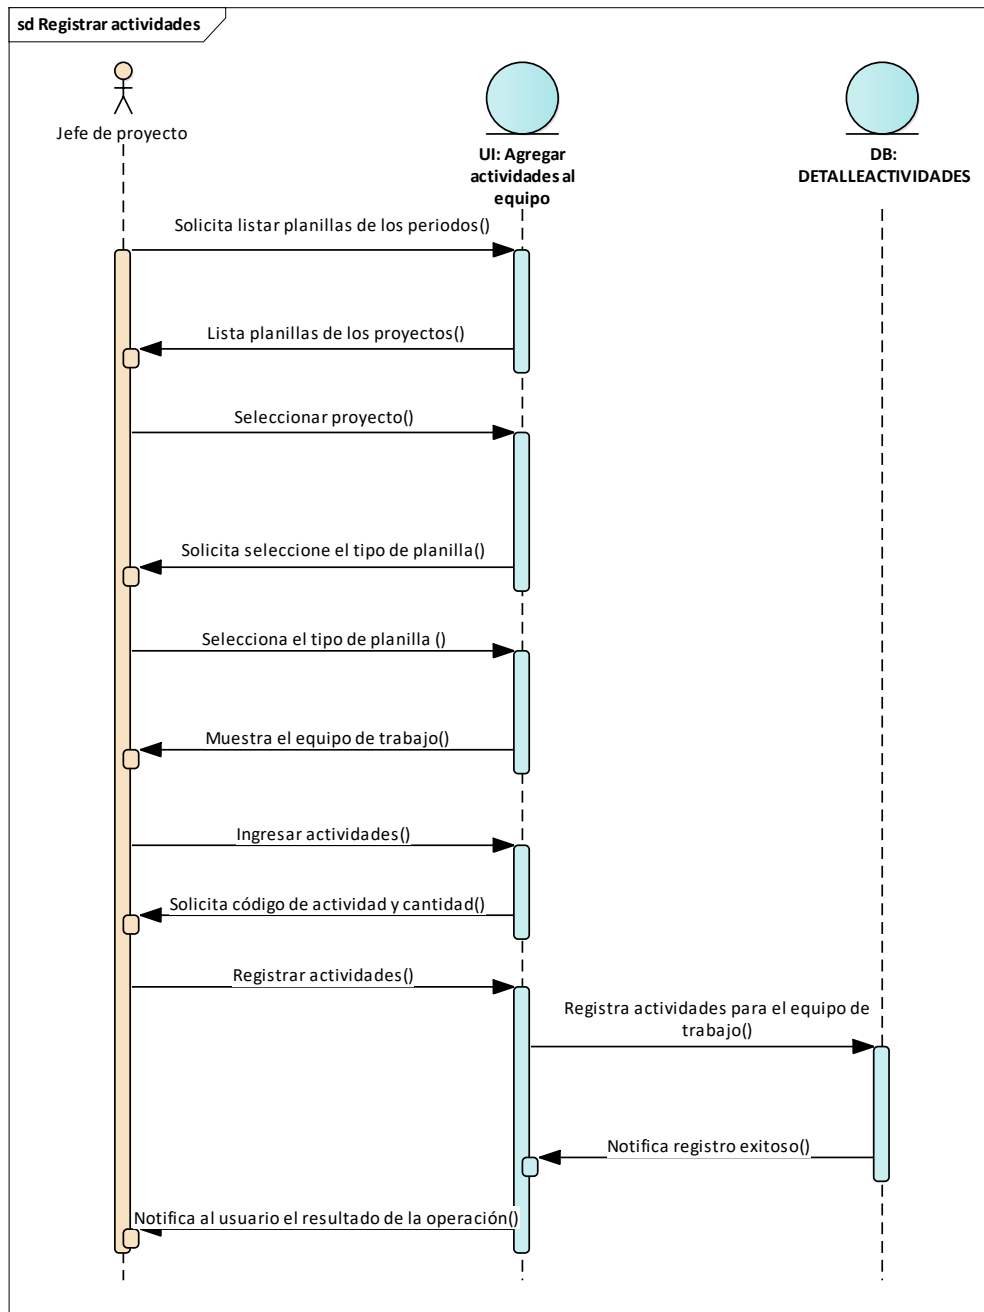 sd Registrar actividades
Jefe de proyecto
UI: Agregar
actividades al
equipo
DB:
DETALLEACTIVIDADES
Solicita listar planillas de los periodos()
Lista planillas de los proyectos()
Seleccionar proyecto()
Solicita seleccione el tipo de planilla()
Selecciona el tipo de planilla ()
Muestra el equipo de trabajo()
Ingresar actividades()
Solicita código de actividad y cantidad()
Registrar actividades()
Registra actividades para el equipo de
trabajo()
Notifica registro exitoso()
Notifica al usuario el resultado de la operación()